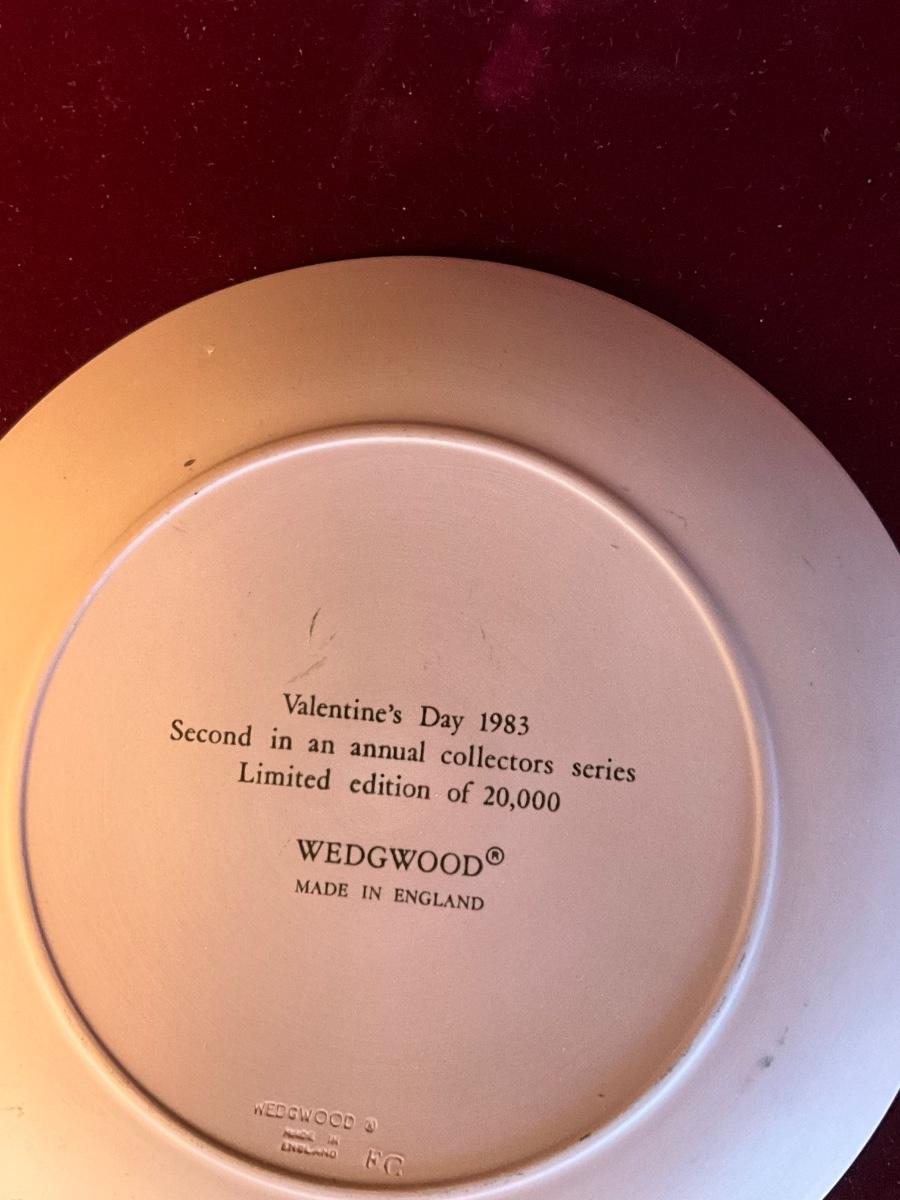 Valentine's Day 1983
Second in an annual collectors series
Limited edition of 20,000
WEDGWOOD®
MADE IN ENGLAND
WEDGWOOD ®
MADE IN
ENGLAND
FC